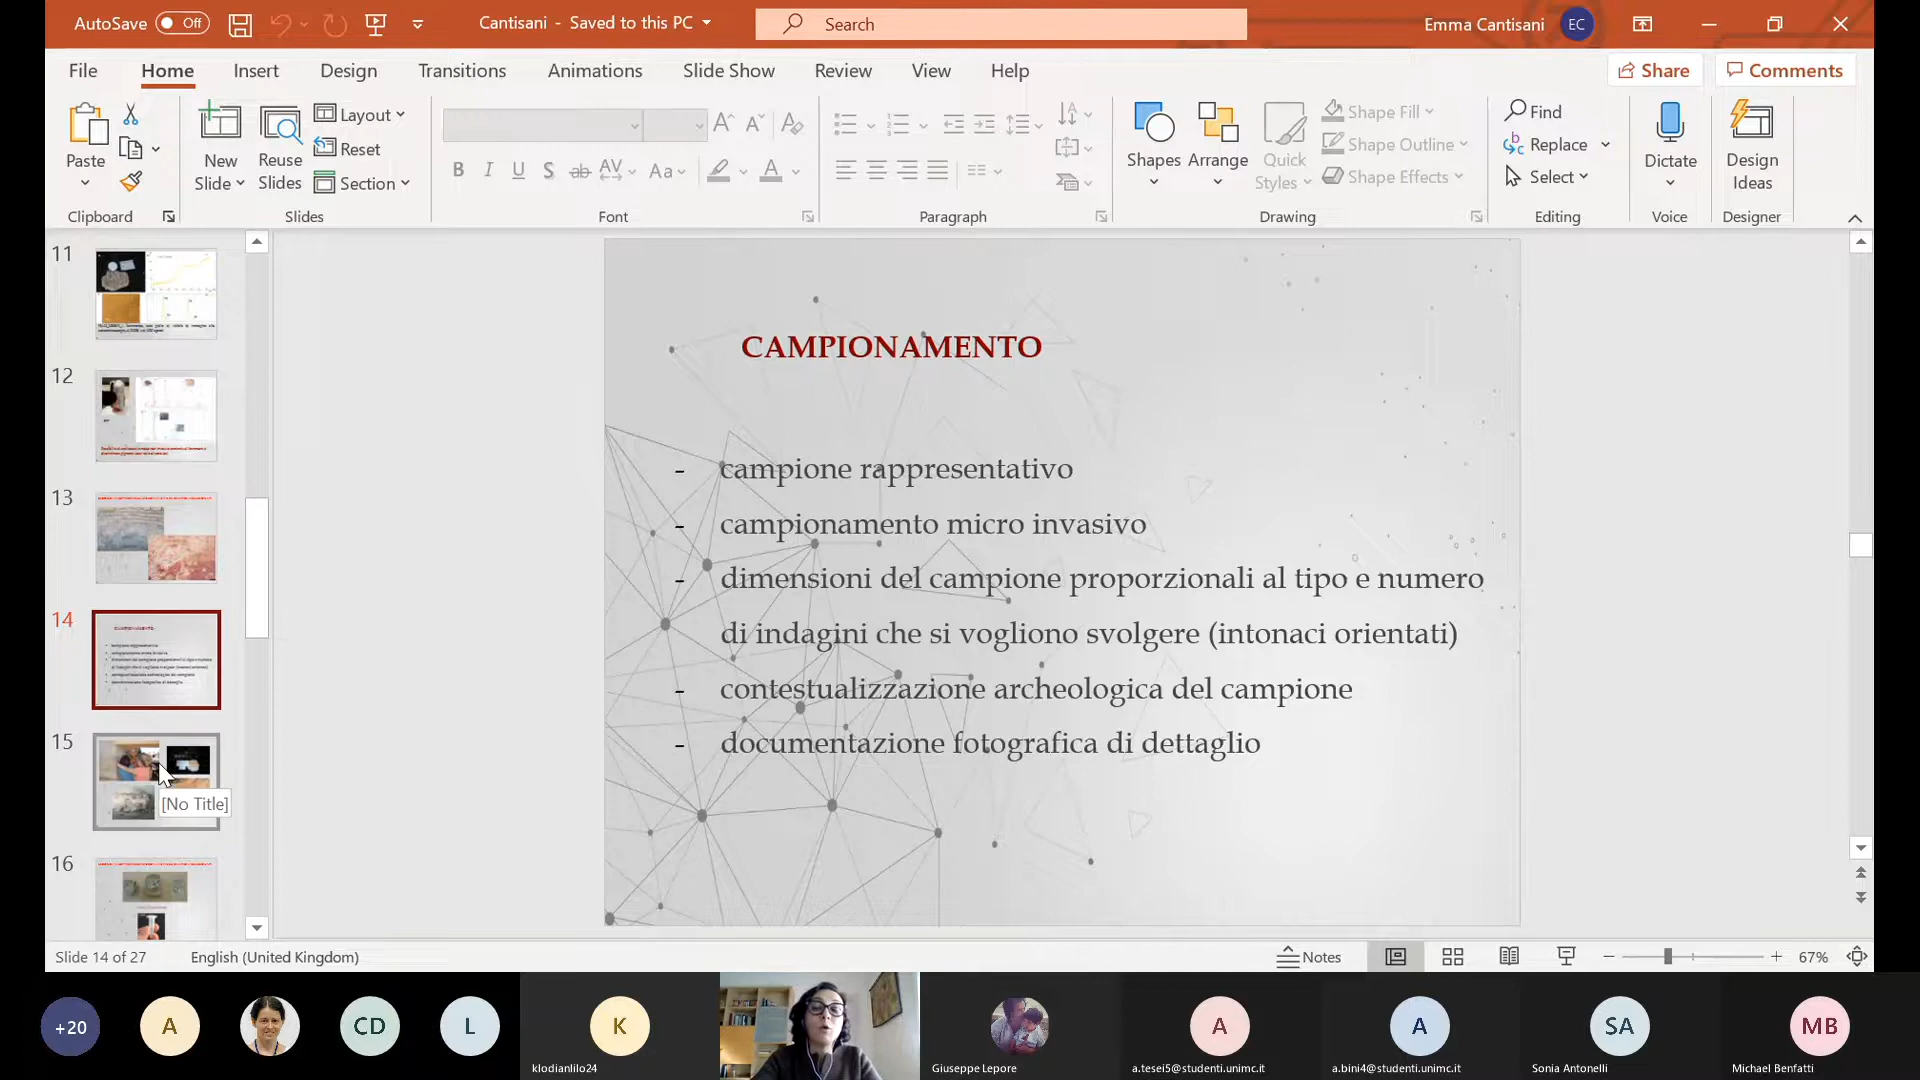 AutoSave Off Cantisani - Saved to this PC Search Emma Cantisani EC
File Home Insert Design Transitions Animations Slide Show Review View Help Share Comments
Paste New Slide Reuse Slides Layout Reset Section
B I U S ab AV Aa A
Shapes Arrange Quick Styles Shape Fill Shape Outline Shape Effects
Find Replace Select
Dictate Design Ideas
Clipboard Slides Font Paragraph Drawing Editing Voice Designer
11
12
13
14
15
[No Title]
16
CAMPIONAMENTO
- campione rappresentativo
- campionamento micro invasivo
- dimensioni del campione proporzionali al tipo e numero
di indagini che si vogliono svolgere (intonaci orientati)
- contestualizzazione archeologica del campione
- documentazione fotografica di dettaglio
Slide 14 of 27 English (United Kingdom) Notes 67%
+20 A CD L K A A SA MB
klodianlilo24 Giuseppe Lepore a.tesei5@studenti.unimc.it a.bini4@studenti.unimc.it Sonia Antonelli Michael Benfatti